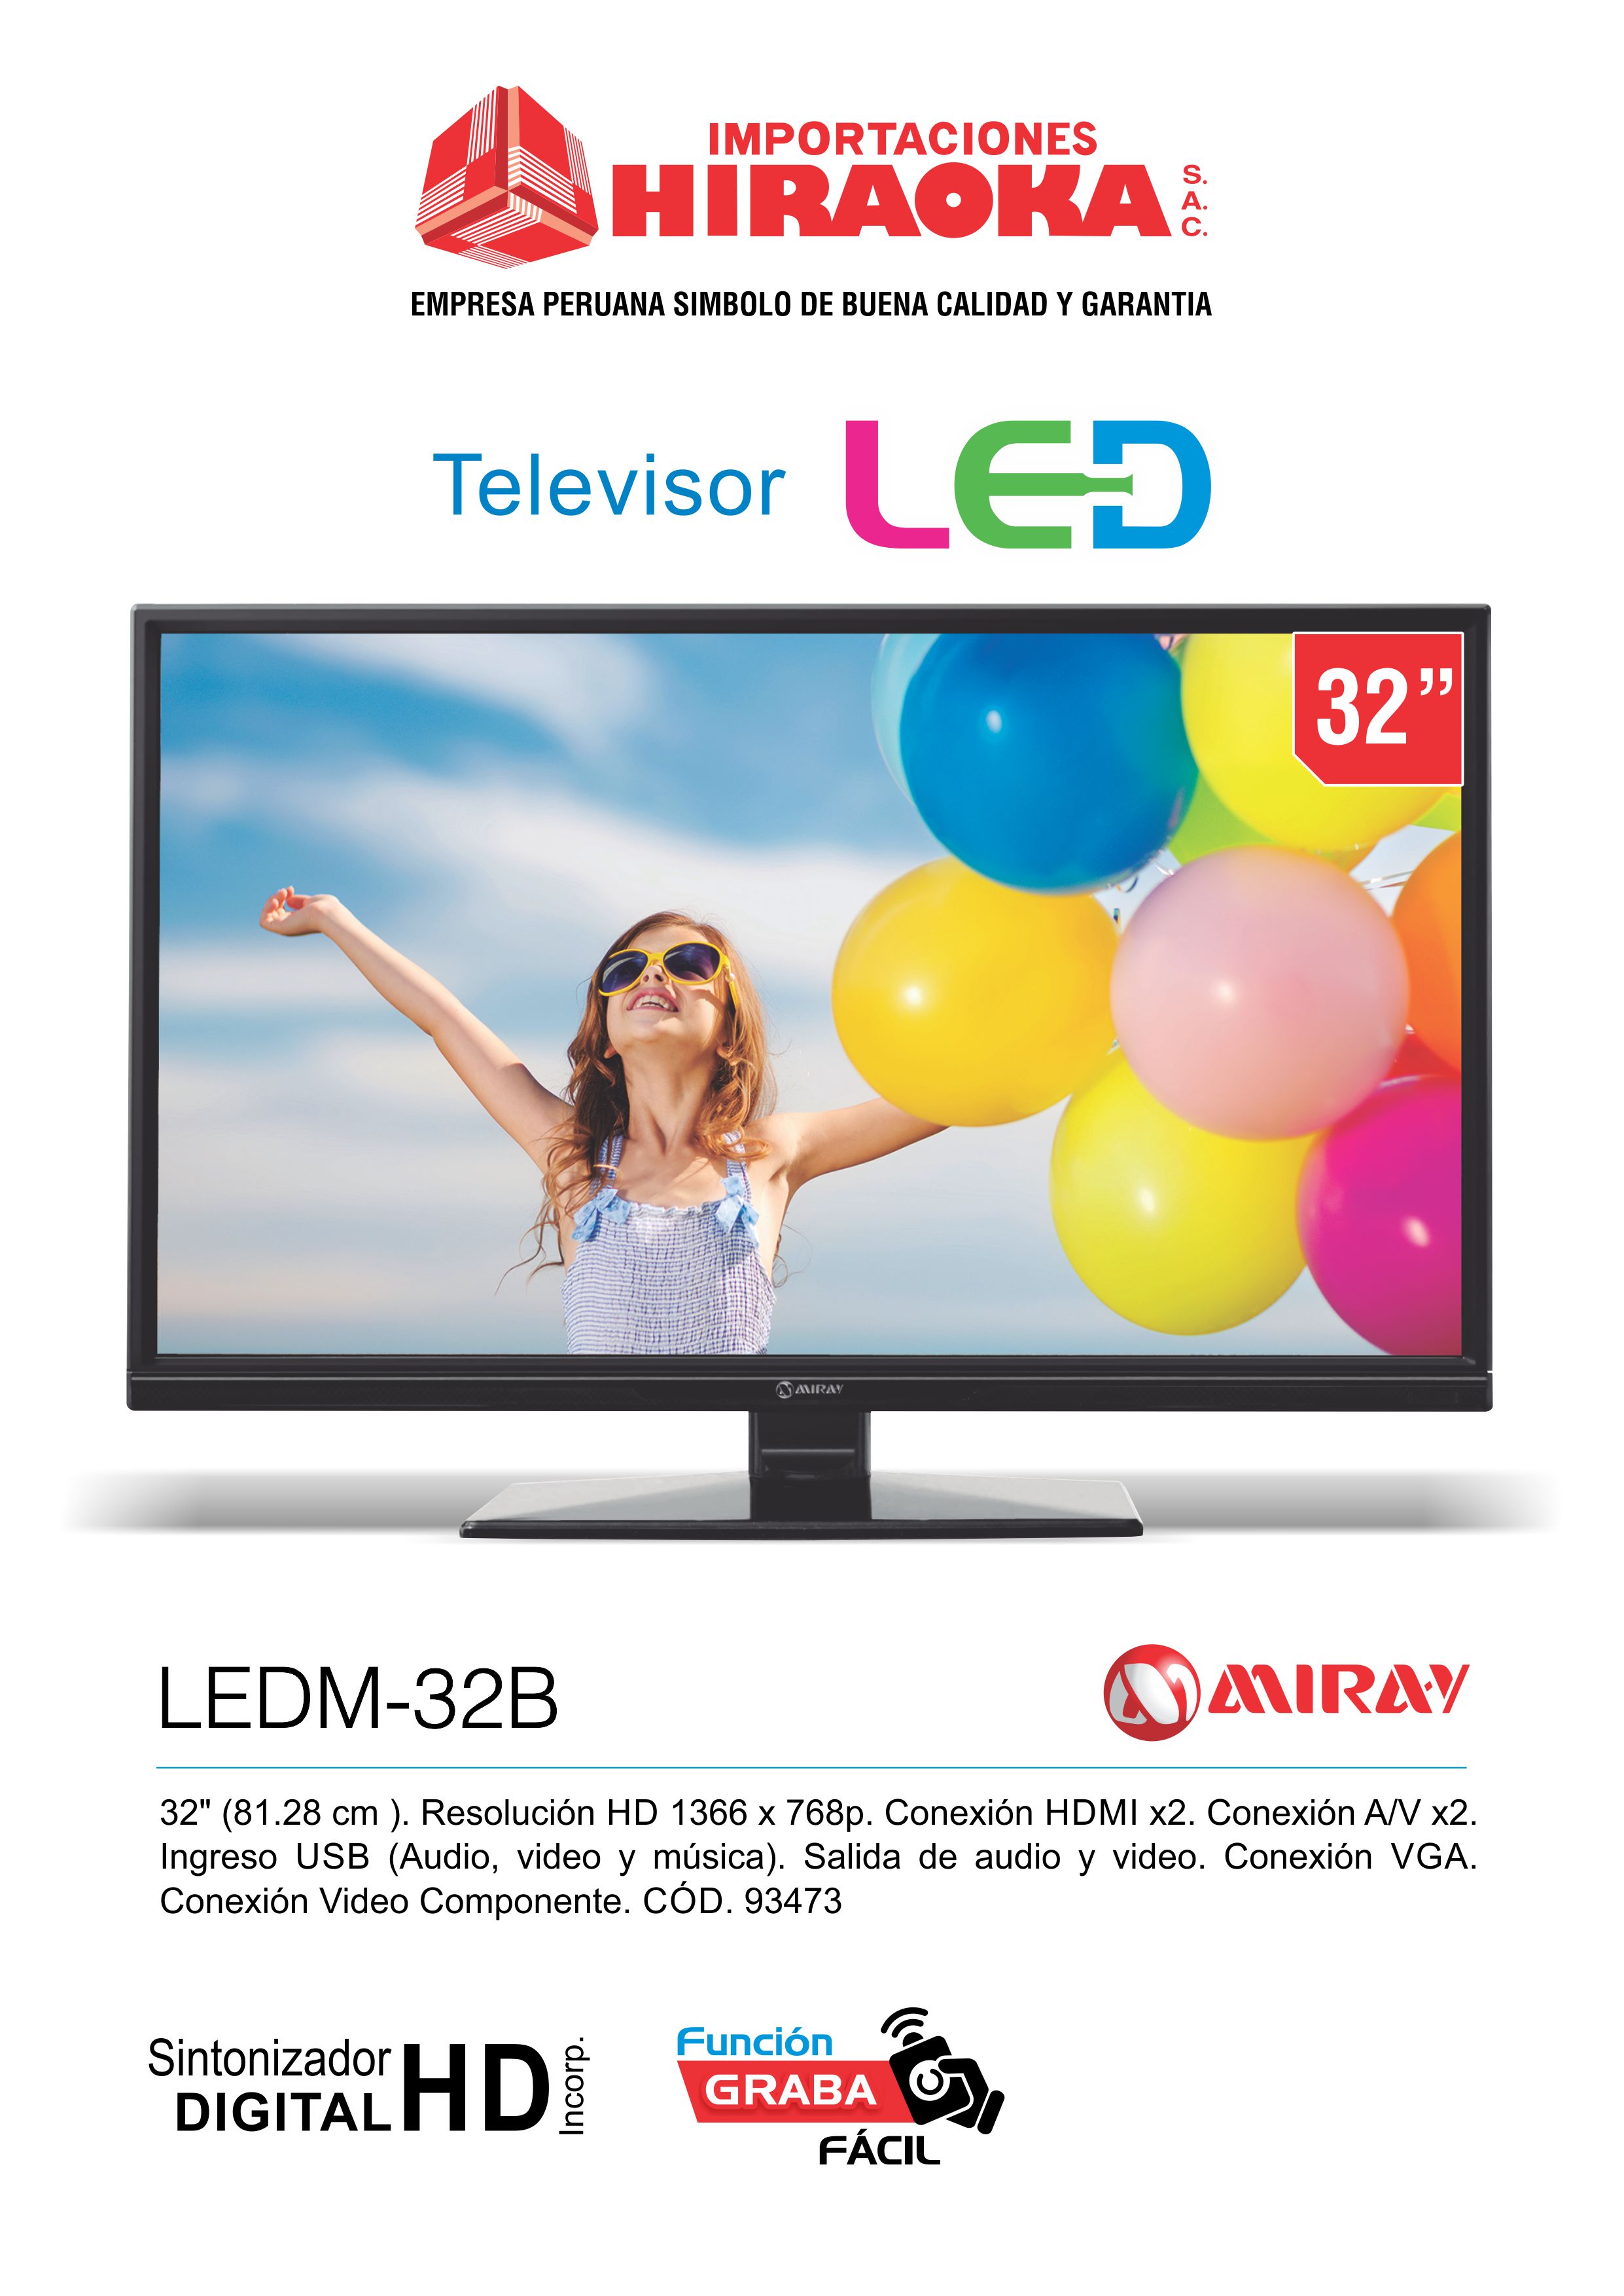 IMPORTACIONES
HIRAOKA S.A.C.
EMPRESA PERUANA SIMBOLO DE BUENA CALIDAD Y GARANTIA
Televisor LED
32”
MIRAY
LEDM-32B
MIRAY
32" (81.28 cm ). Resolución HD 1366 x 768p. Conexión HDMI x2. Conexión A/V x2.
Ingreso USB (Audio, video y música). Salida de audio y video. Conexión VGA.
Conexión Video Componente. CÓD. 93473
Sintonizador
DIGITAL HD Incorp.
Función
GRABA
FÁCIL